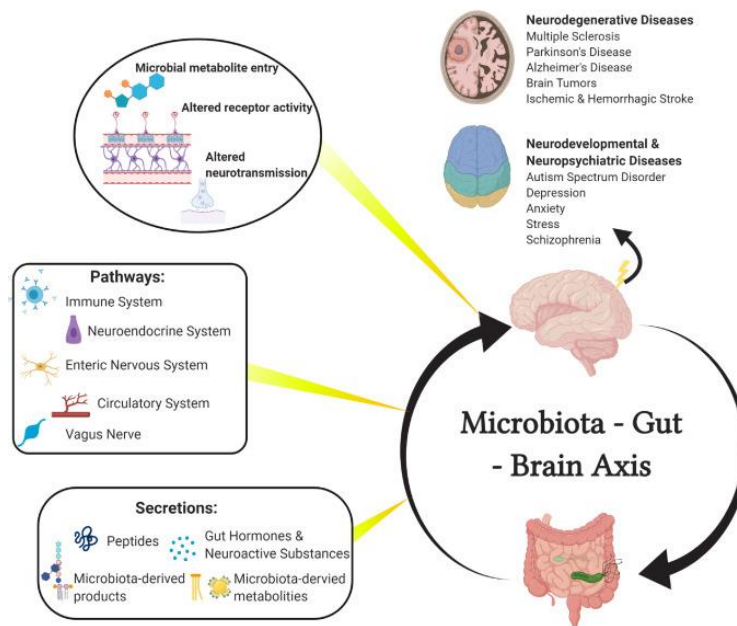 Microbial metabolite entry
Altered receptor activity
Altered
neurotransmission
Neurodegenerative Diseases
Multiple Sclerosis
Parkinson's Disease
Alzheimer's Disease
Brain Tumors
Ischemic & Hemorrhagic Stroke
Neurodevelopmental &
Neuropsychiatric Diseases
Autism Spectrum Disorder
Depression
Anxiety
Stress
Schizophrenia
Pathways:
Immune System
Neuroendocrine System
Enteric Nervous System
Circulatory System
Vagus Nerve
Microbiota - Gut
- Brain Axis
Secretions:
Peptides
Gut Hormones &
Neuroactive Substances
Microbiota-derived
products
Microbiota-dervied
metabolities